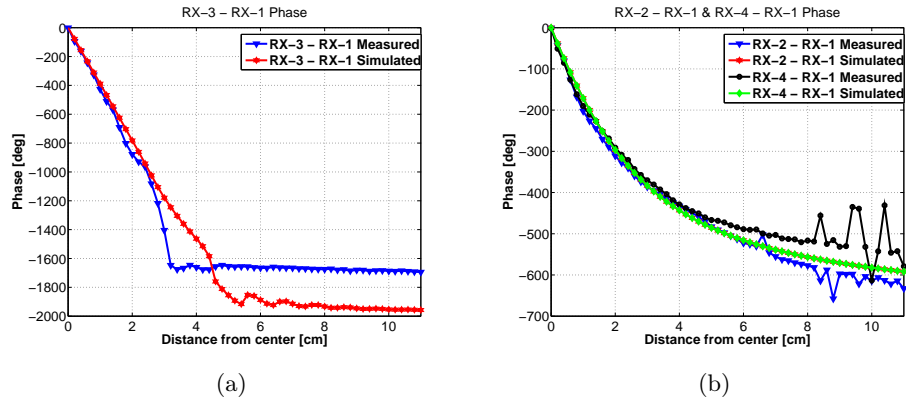 RX−3 − RX−1 Phase
RX−3 − RX−1 Measured
RX−3 − RX−1 Simulated
Phase [deg]
0
−200
−400
−600
−800
−1000
−1200
−1400
−1600
−1800
−2000
0 2 4 6 8 10
Distance from center [cm]
(a)
RX−2 − RX−1 & RX−4 − RX−1 Phase
RX−2 − RX−1 Measured
RX−2 − RX−1 Simulated
RX−4 − RX−1 Measured
RX−4 − RX−1 Simulated
Phase [deg]
0
−100
−200
−300
−400
−500
−600
−700
0 2 4 6 8 10
Distance from center [cm]
(b)